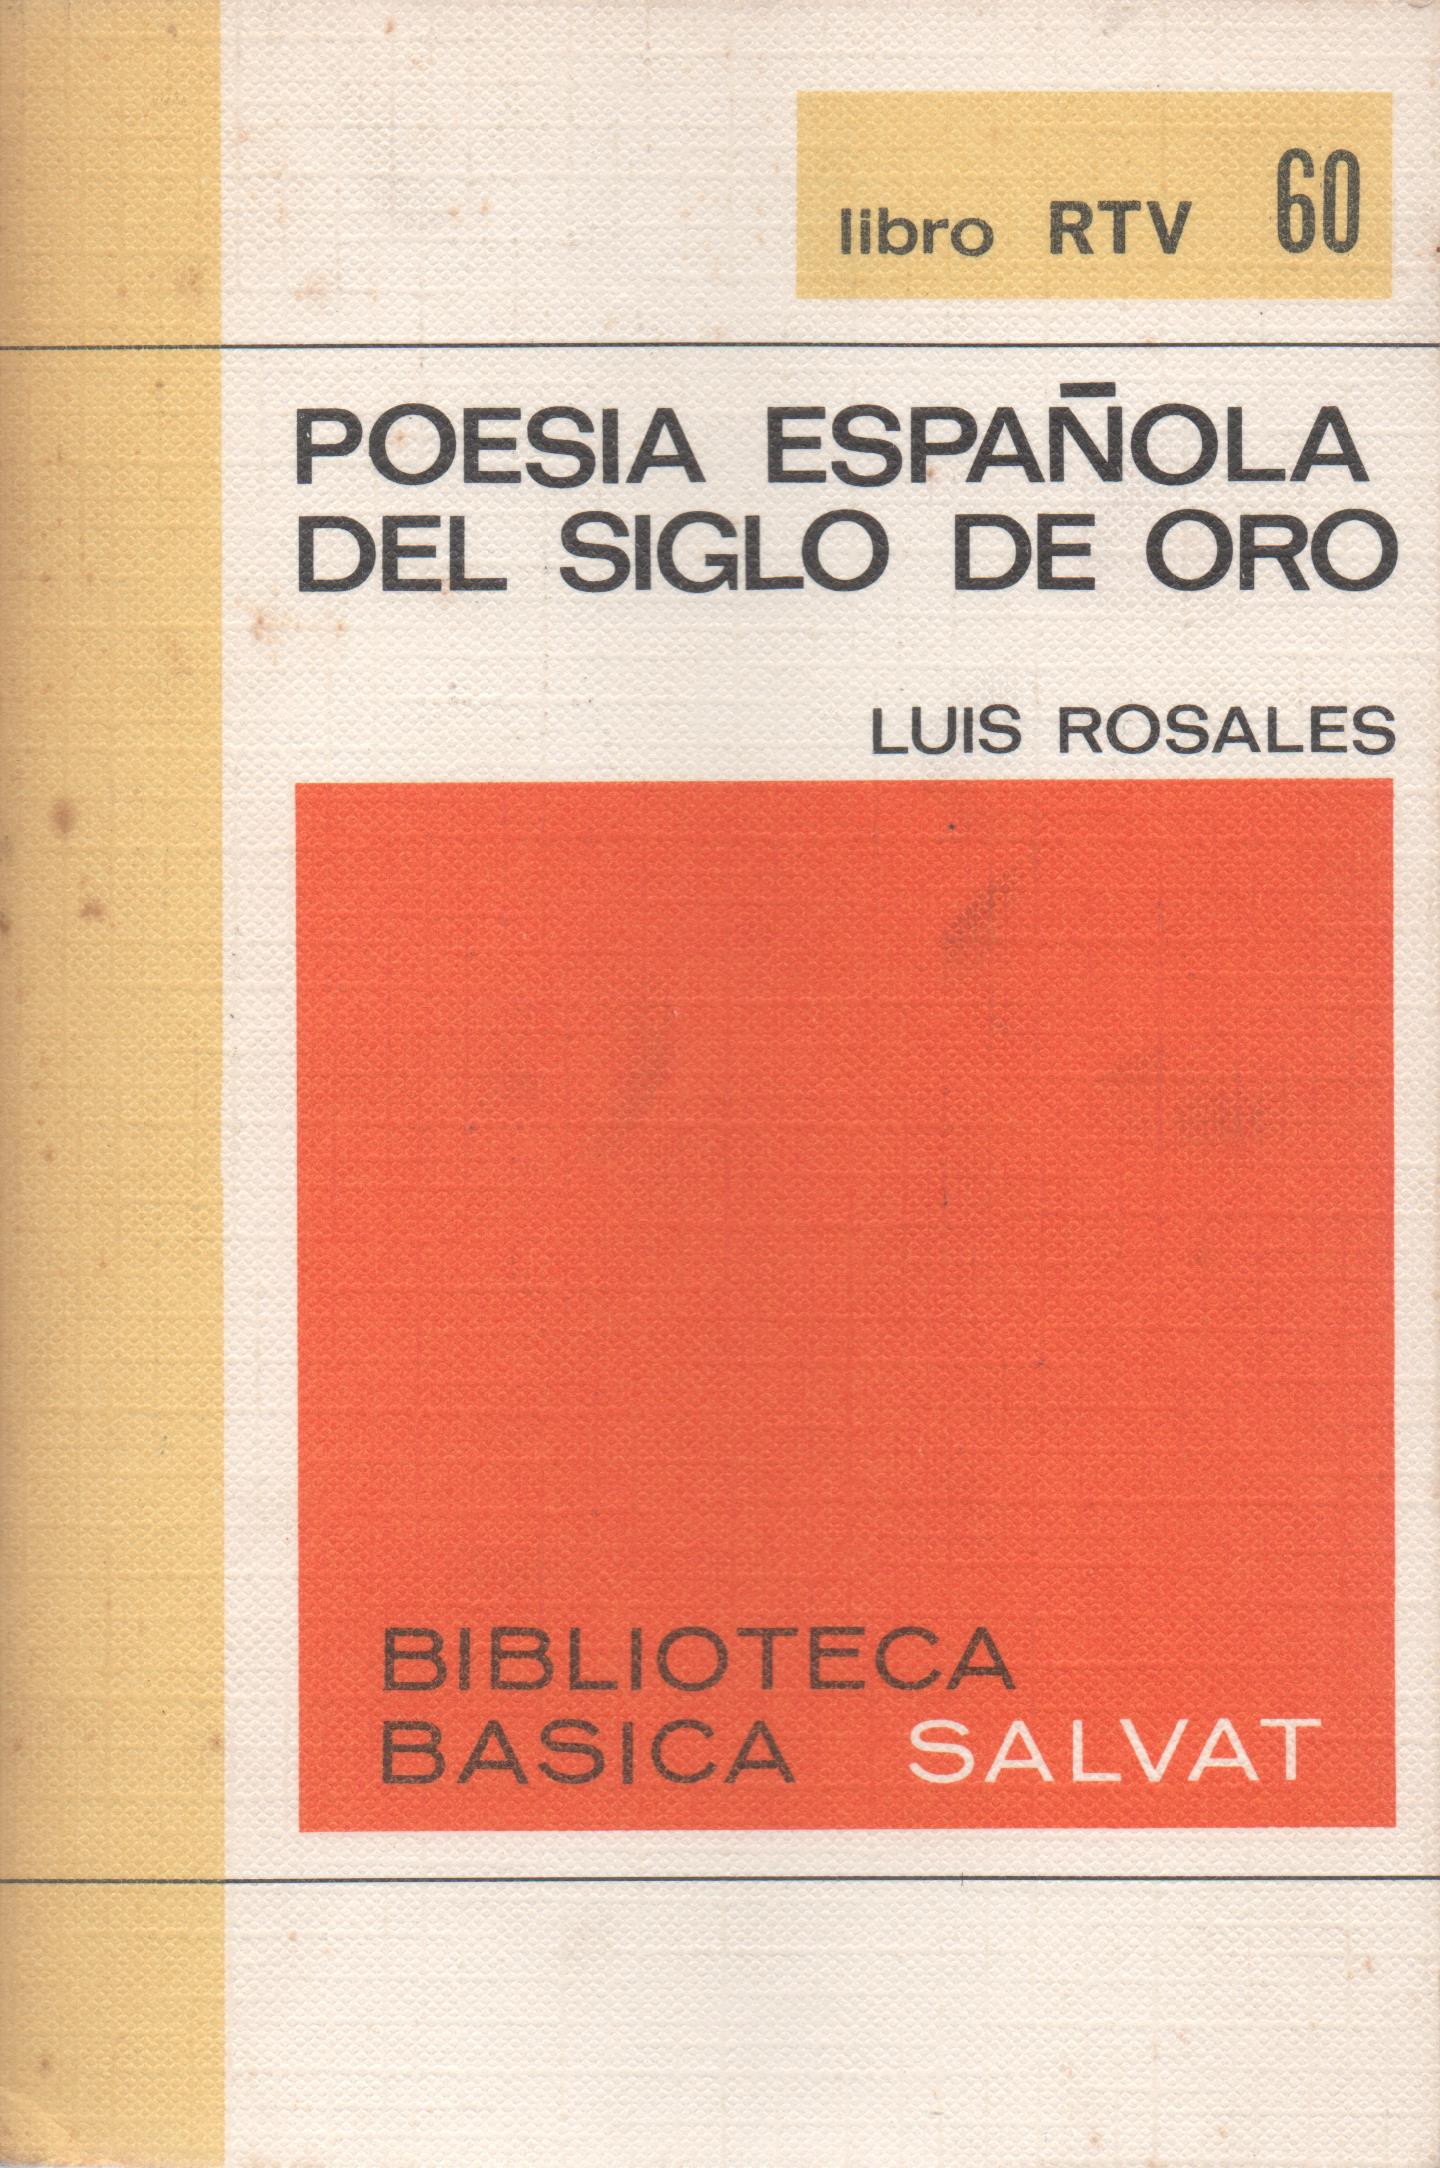 libro RTV 60
POESIA ESPAÑOLA
DEL SIGLO DE ORO
LUIS ROSALES
BIBLIOTECA
BASICA SALVAT